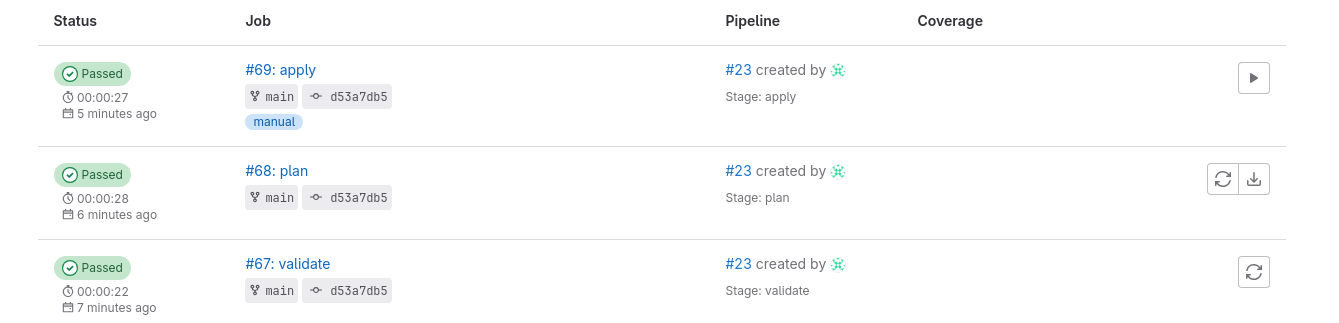 Status Job Pipeline Coverage
Passed #69: apply #23 created by
00:00:27 main d53a7db5 Stage: apply
5 minutes ago manual
Passed #68: plan #23 created by
00:00:28 main d53a7db5 Stage: plan
6 minutes ago
Passed #67: validate #23 created by
00:00:22 main d53a7db5 Stage: validate
7 minutes ago